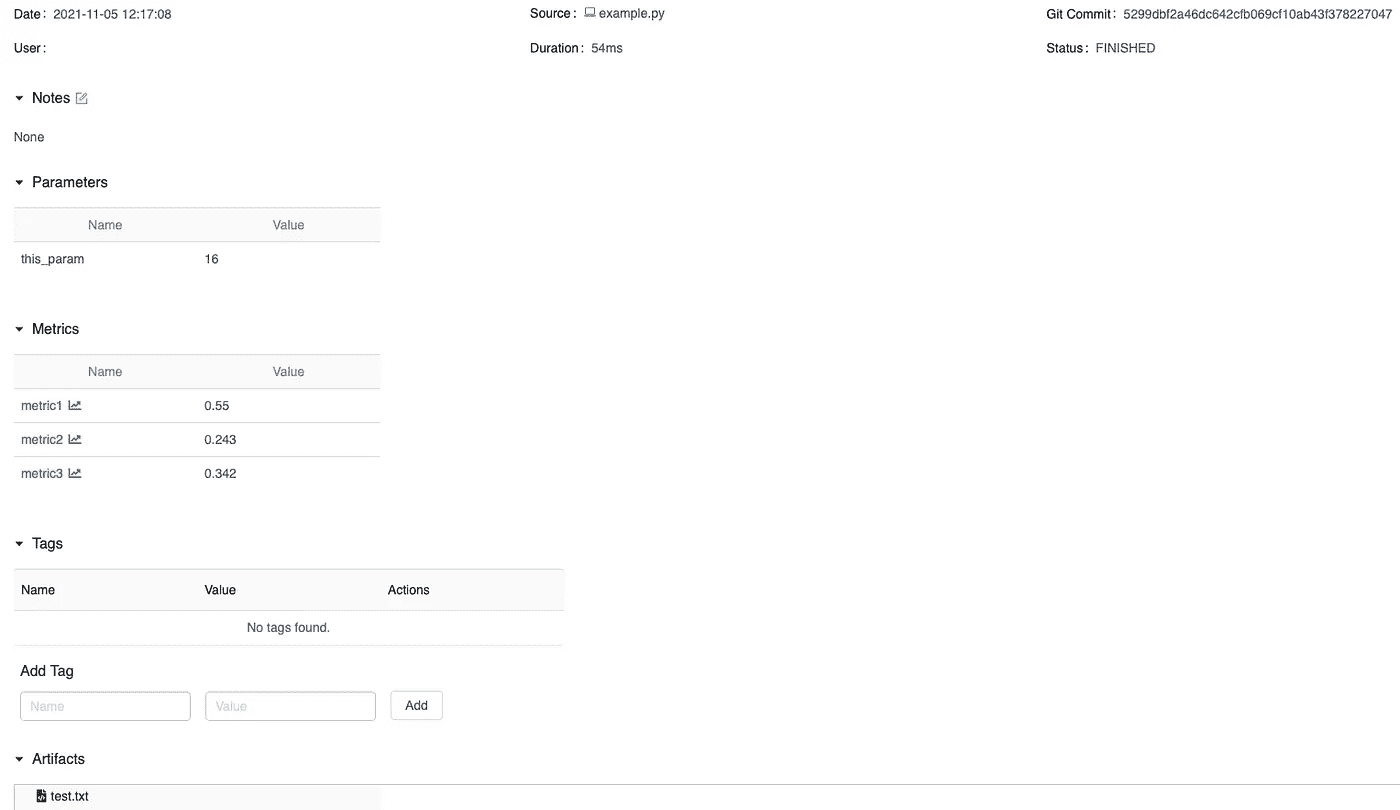 Date: 2021-11-05 12:17:08 Source: example.py Git Commit: 5299dbf2a46dc642cfb069cf10ab43f378227047
User: Duration: 54ms Status: FINISHED
Notes
None
Parameters
Name Value
this_param 16
Metrics
Name Value
metric1 0.55
metric2 0.243
metric3 0.342
Tags
Name Value Actions
No tags found.
Add Tag
Name Value Add
Artifacts
test.txt